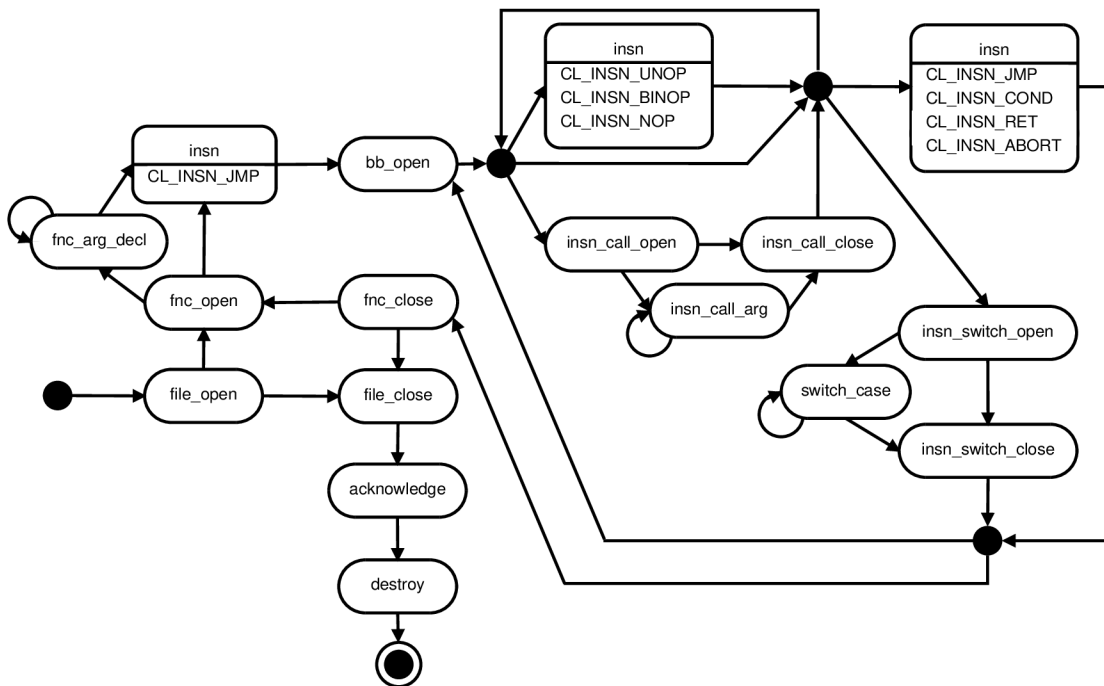 insn
CL_INSN_UNOP
CL_INSN_BINOP
CL_INSN_NOP
insn
CL_INSN_JMP
CL_INSN_COND
CL_INSN_RET
CL_INSN_ABORT
insn
CL_INSN_JMP
bb_open
fnc_arg_decl
insn_call_open
insn_call_close
fnc_open
fnc_close
insn_call_arg
insn_switch_open
file_open
file_close
switch_case
insn_switch_close
acknowledge
destroy